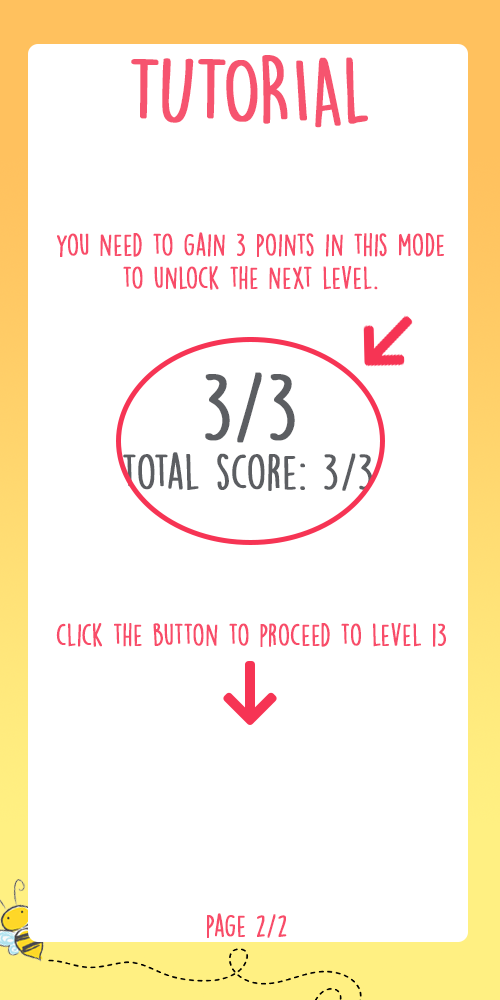 TUTORIAL
YOU NEED TO GAIN 3 POINTS IN THIS MODE
TO UNLOCK THE NEXT LEVEL.
3/3
TOTAL SCORE: 3/3
CLICK THE BUTTON TO PROCEED TO LEVEL 13
PAGE 2/2